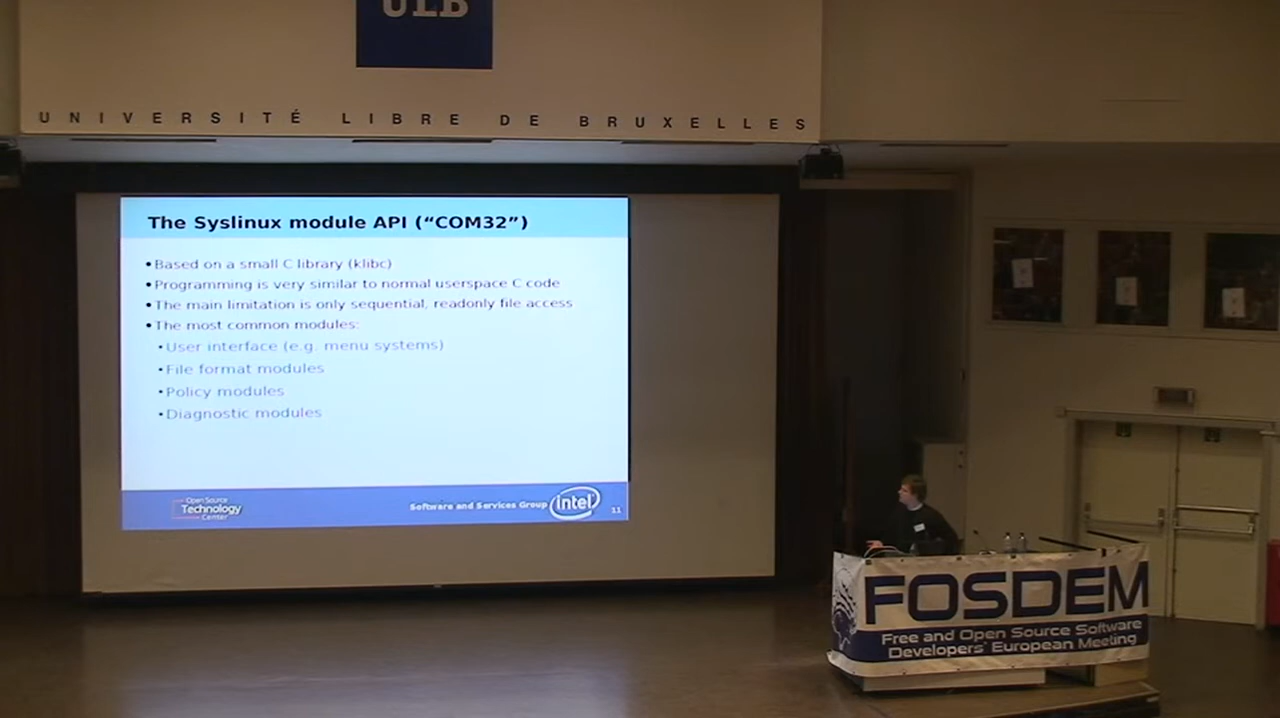 ULB
UNIVERSITÉ LIBRE DE BRUXELLES
The Syslinux module API (“COM32”)
•Based on a small C library (klibc)
•Programming is very similar to normal userspace C code
•The main limitation is only sequential, readonly file access
•The most common modules:
•User interface (e.g. menu systems)
•File format modules
•Policy modules
•Diagnostic modules
Open Source
Technology
Center
Software and Services Group
intel
11
FOSDEM
Free and Open Source Software
Developers' European Meeting